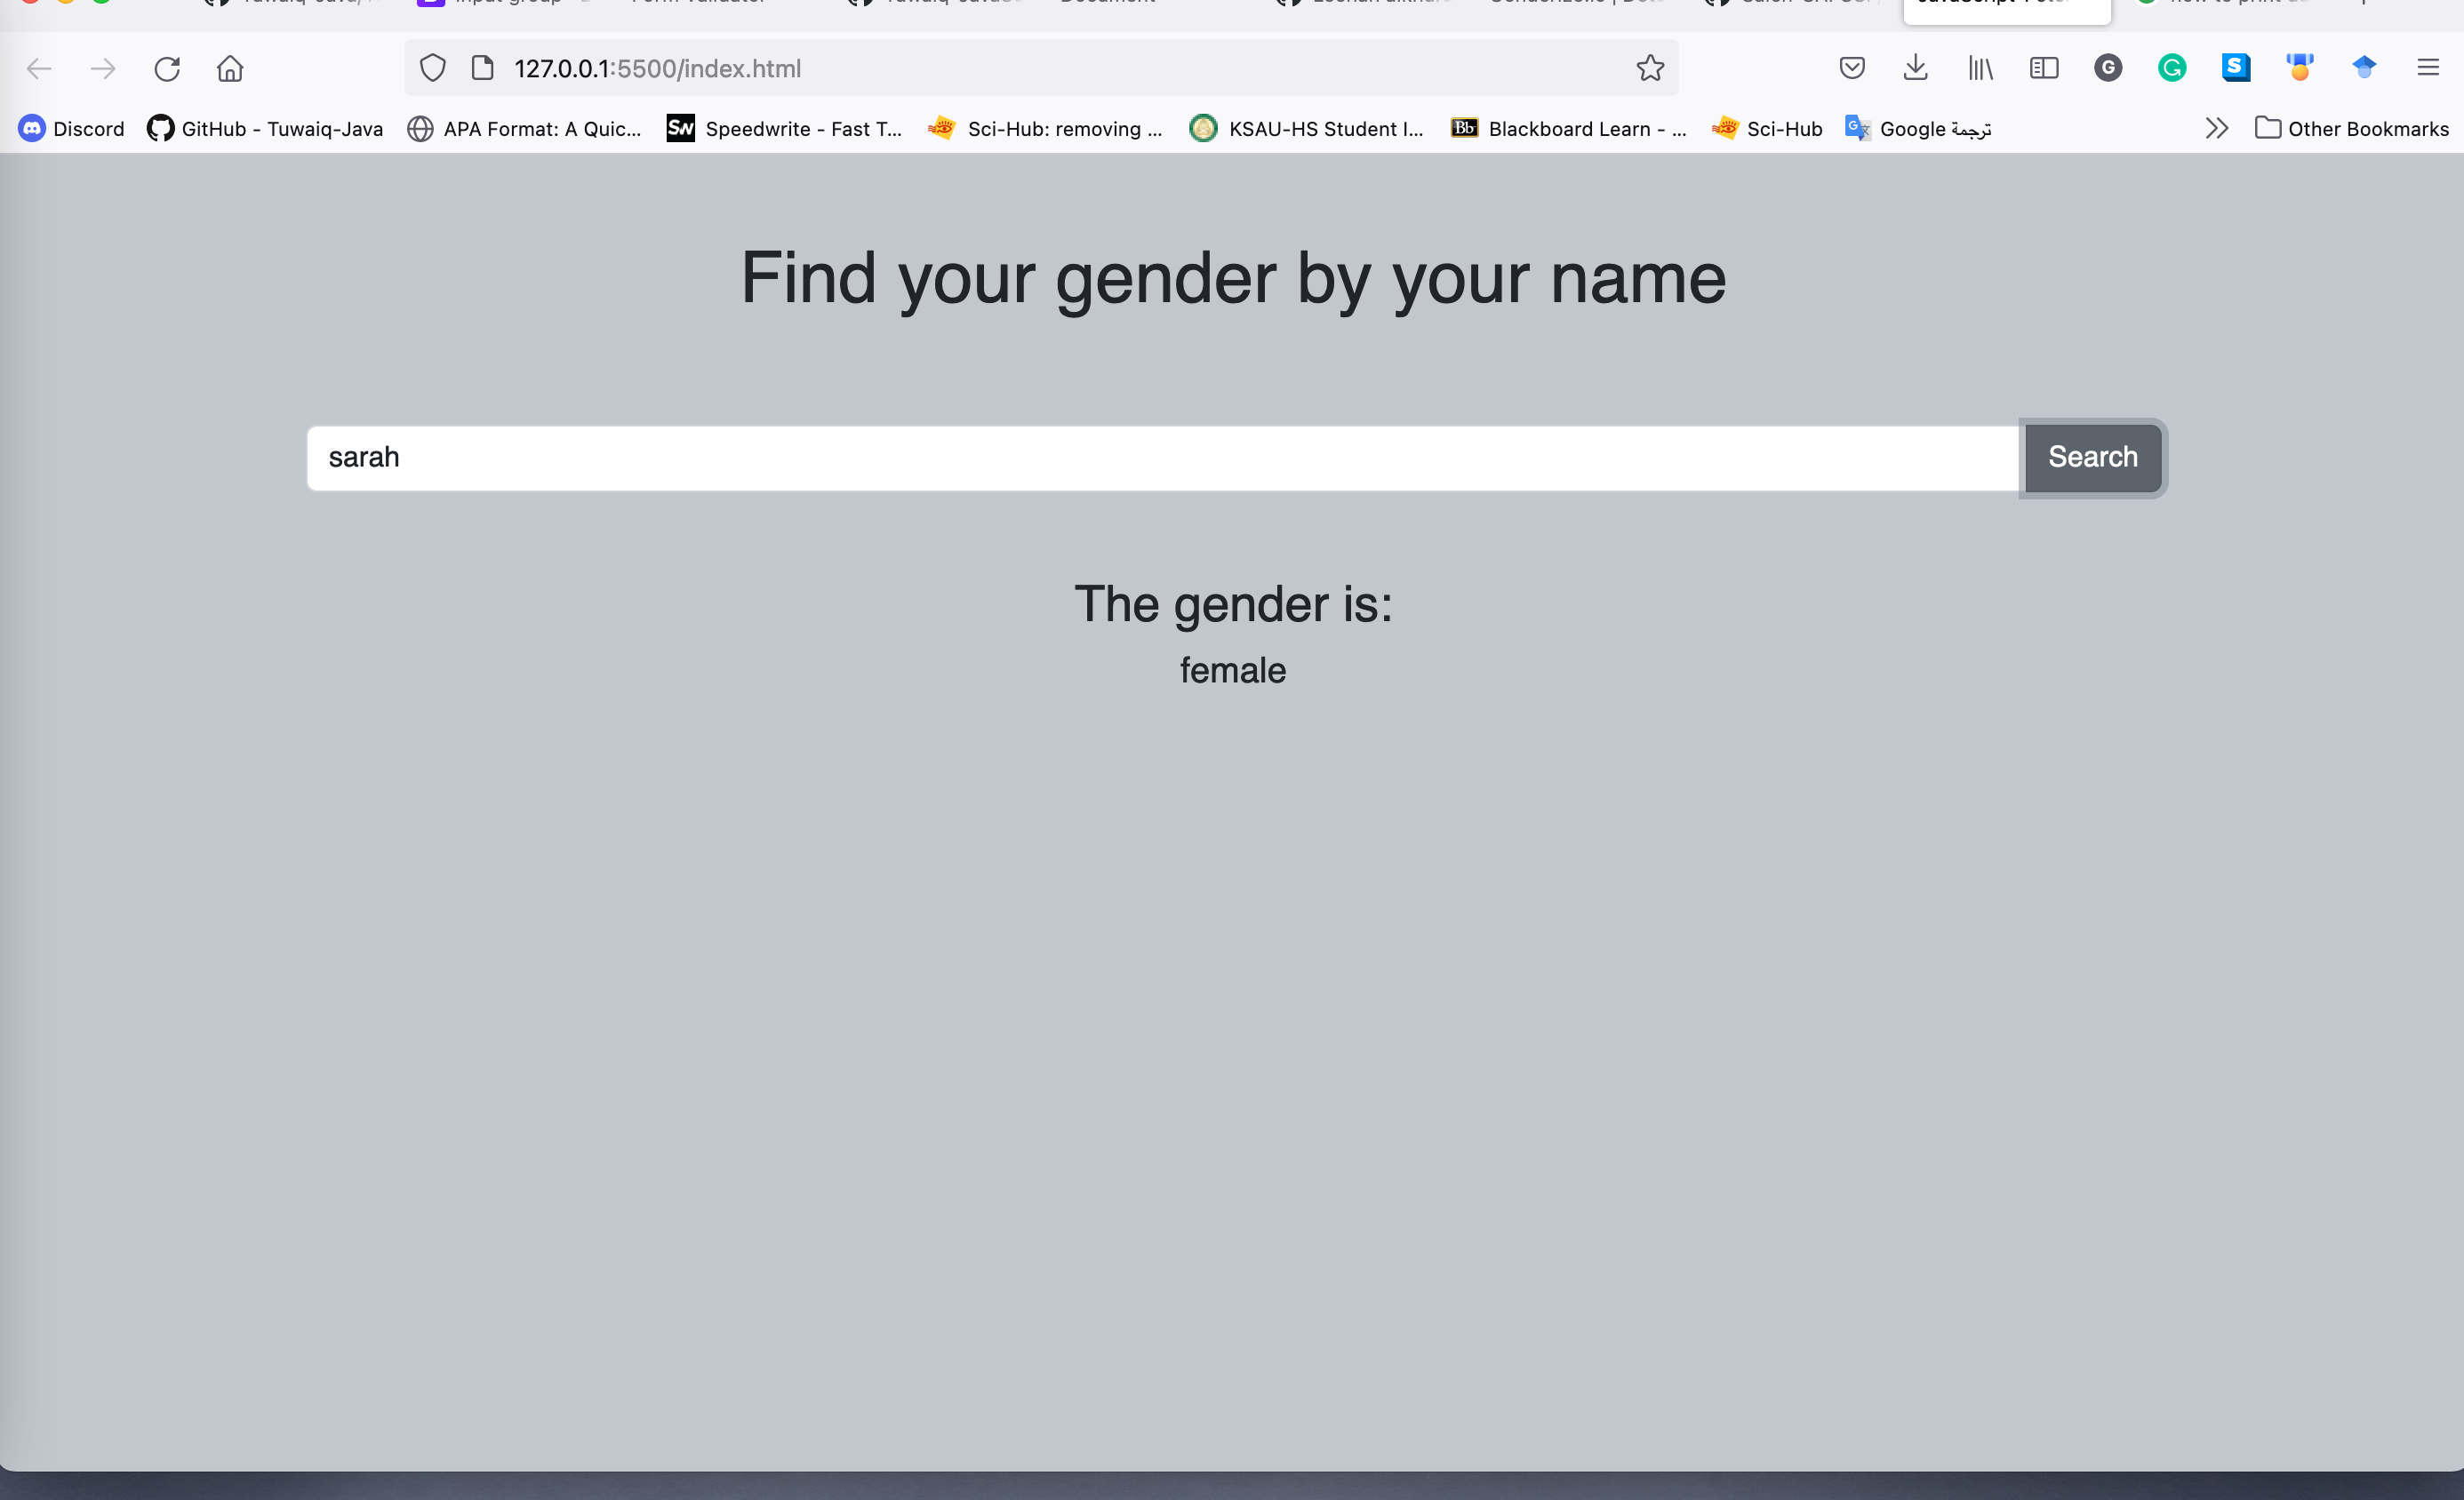 127.0.0.1:5500/index.html
Discord GitHub - Tuwaiq-Java APA Format: A Quic... SW Speedwrite - Fast T... Sci-Hub: removing ... KSAU-HS Student I... Bb Blackboard Learn - ... Sci-Hub Google ترجمة Other Bookmarks
Find your gender by your name
sarah Search
The gender is:
female